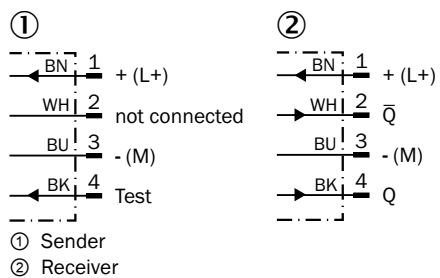 ① ②
BN 1 + (L+) BN 1 + (L+)
WH 2 not connected WH 2 Q̅
BU 3 - (M) BU 3 - (M)
BK 4 Test BK 4 Q
① Sender
② Receiver